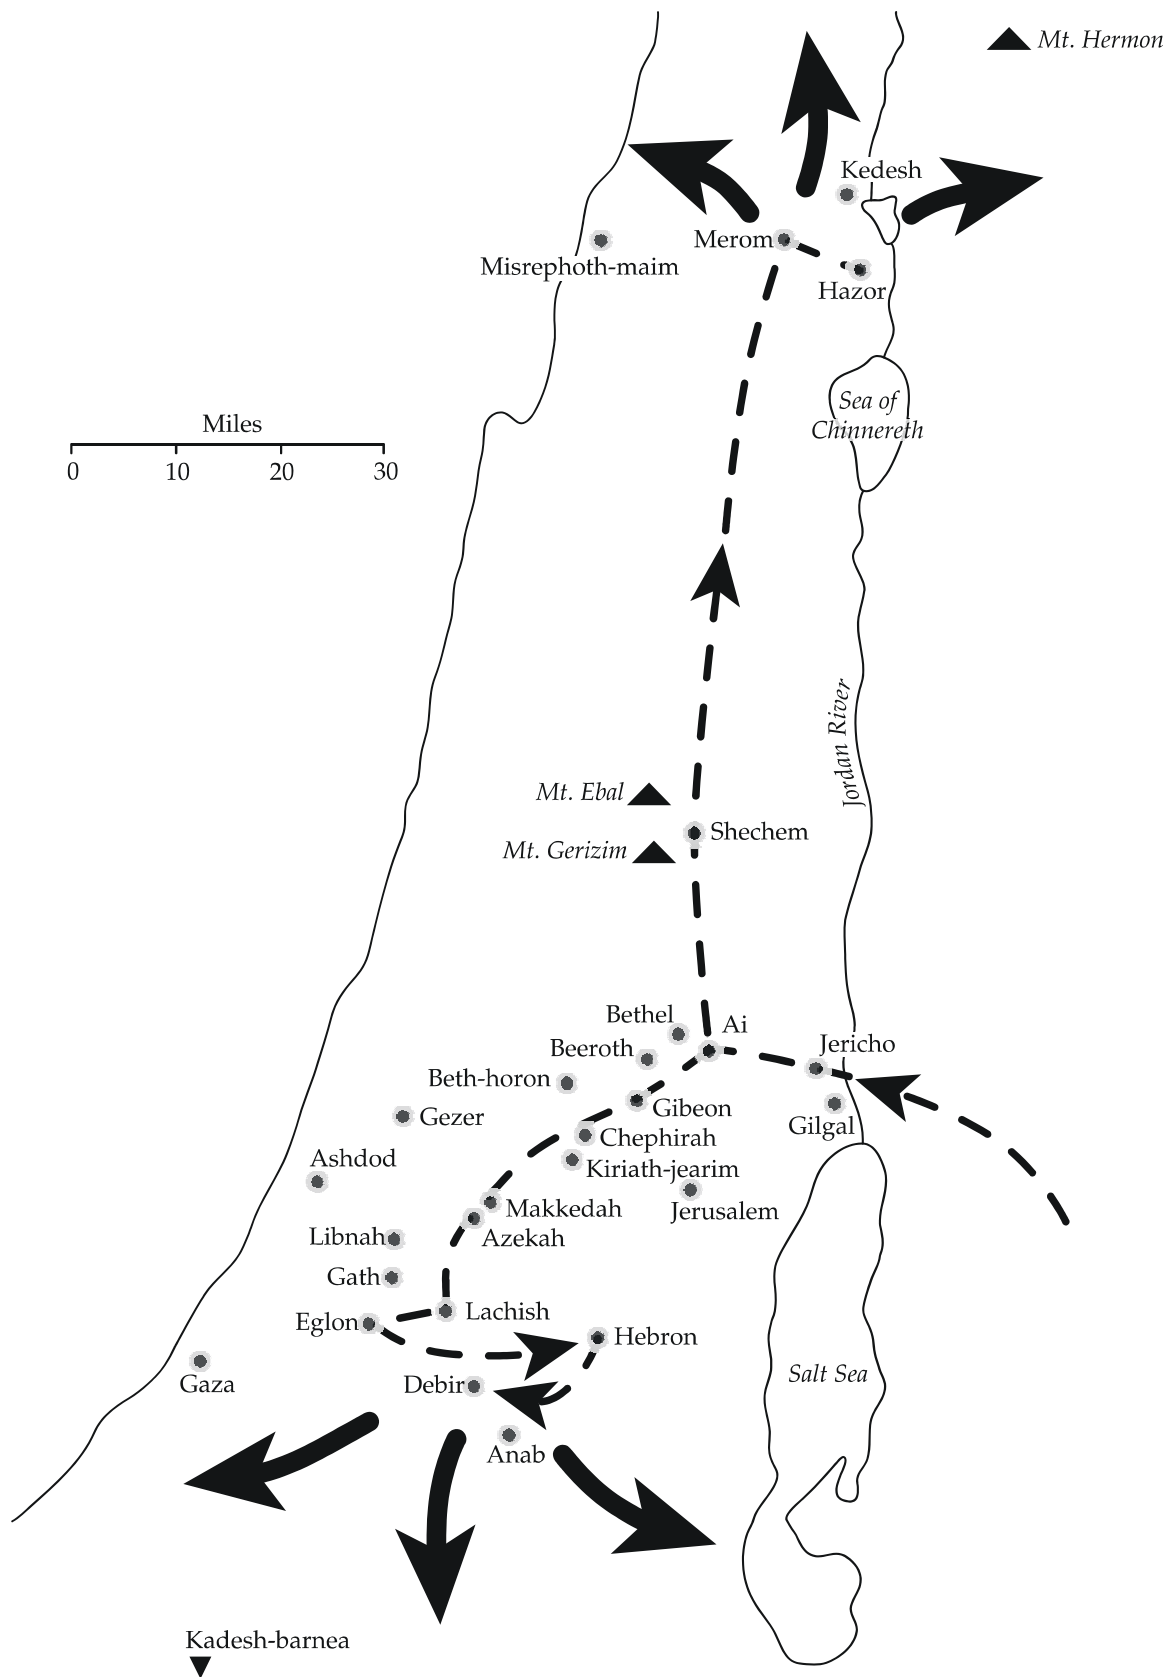 Mt. Hermon
Kedesh
Merom
Misrephoth-maim
Hazor
Sea of
Chinnereth
Miles
0 10 20 30
Jordan River
Mt. Ebal
Shechem
Mt. Gerizim
Bethel
Ai
Jericho
Beeroth
Beth-horon
Gibeon
Gezer
Gilgal
Chephirah
Ashdod
Kiriath-jearim
Makkedah
Jerusalem
Libnah
Azekah
Gath
Lachish
Eglon
Hebron
Salt Sea
Gaza
Debir
Anab
Kadesh-barnea